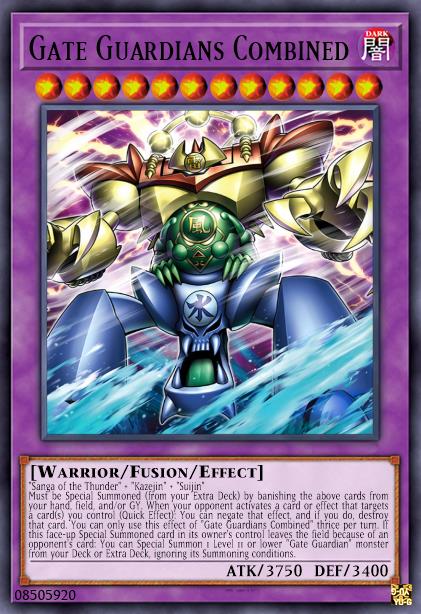 GATE GUARDIANS COMBINED
DARK
闇
雷
風
水
[WARRIOR/FUSION/EFFECT]
"Sanga of the Thunder" + "Kazejin" + "Suijin"
Must be Special Summoned (from your Extra Deck) by banishing the above cards from
your hand, field, and/or GY. When your opponent activates a card or effect that targets
a card(s) you control (Quick Effect): You can negate that effect, and if you do, destroy
that card. You can only use this effect of "Gate Guardians Combined" thrice per turn. If
this face-up Special Summoned card in its owner's control leaves the field because of an
opponent's card: You can Special Summon 1 Level 11 or lower "Gate Guardian" monster
from your Deck or Extra Deck, ignoring its Summoning conditions.
ATK/3750 DEF/3400
08505920